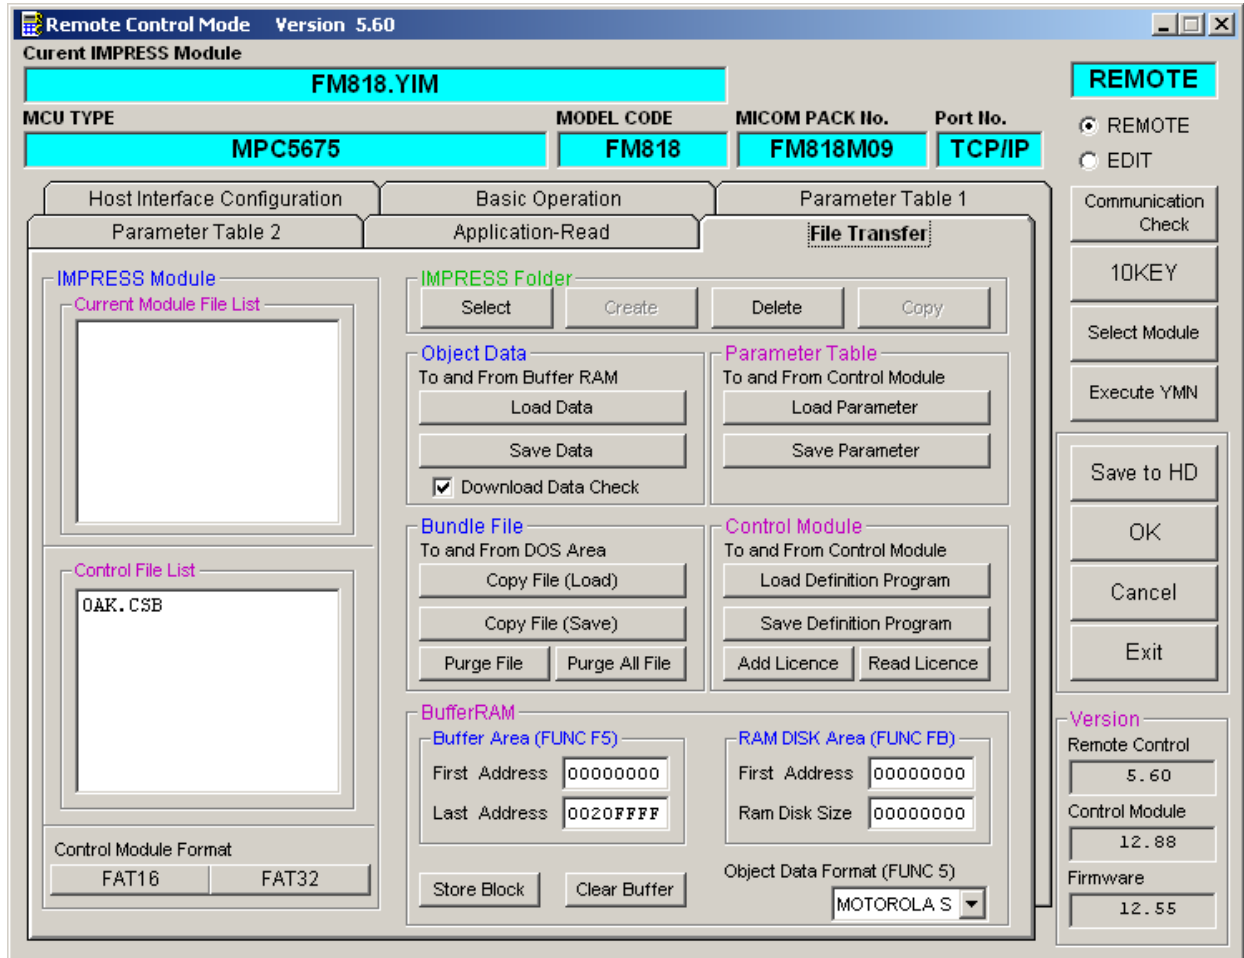 Remote Control Mode Version 5.60
Curent IMPRESS Module
FM818.YIM
REMOTE
MCU TYPE
MODEL CODE
MICOM PACK No.
Port No.
MPC5675
FM818
FM818M09
TCP/IP
REMOTE
EDIT
Host Interface Configuration
Basic Operation
Parameter Table 1
Parameter Table 2
Application-Read
File Transfer
Communication
Check
10KEY
Select Module
Execute YMN
Save to HD
OK
Cancel
Exit
IMPRESS Module
Current Module File List
Control File List
OAK.CSB
Control Module Format
FAT16
FAT32
IMPRESS Folder
Select
Create
Delete
Copy
Object Data
To and From Buffer RAM
Load Data
Save Data
Download Data Check
Parameter Table
To and From Control Module
Load Parameter
Save Parameter
Bundle File
To and From DOS Area
Copy File (Load)
Copy File (Save)
Purge File
Purge All File
Control Module
To and From Control Module
Load Definition Program
Save Definition Program
Add Licence
Read Licence
BufferRAM
Buffer Area (FUNC F5)
First Address 00000000
Last Address 0020FFFF
RAM DISK Area (FUNC FB)
First Address 00000000
Ram Disk Size 00000000
Store Block
Clear Buffer
Object Data Format (FUNC 5)
MOTOROLA S
Version
Remote Control
5.60
Control Module
12.88
Firmware
12.55